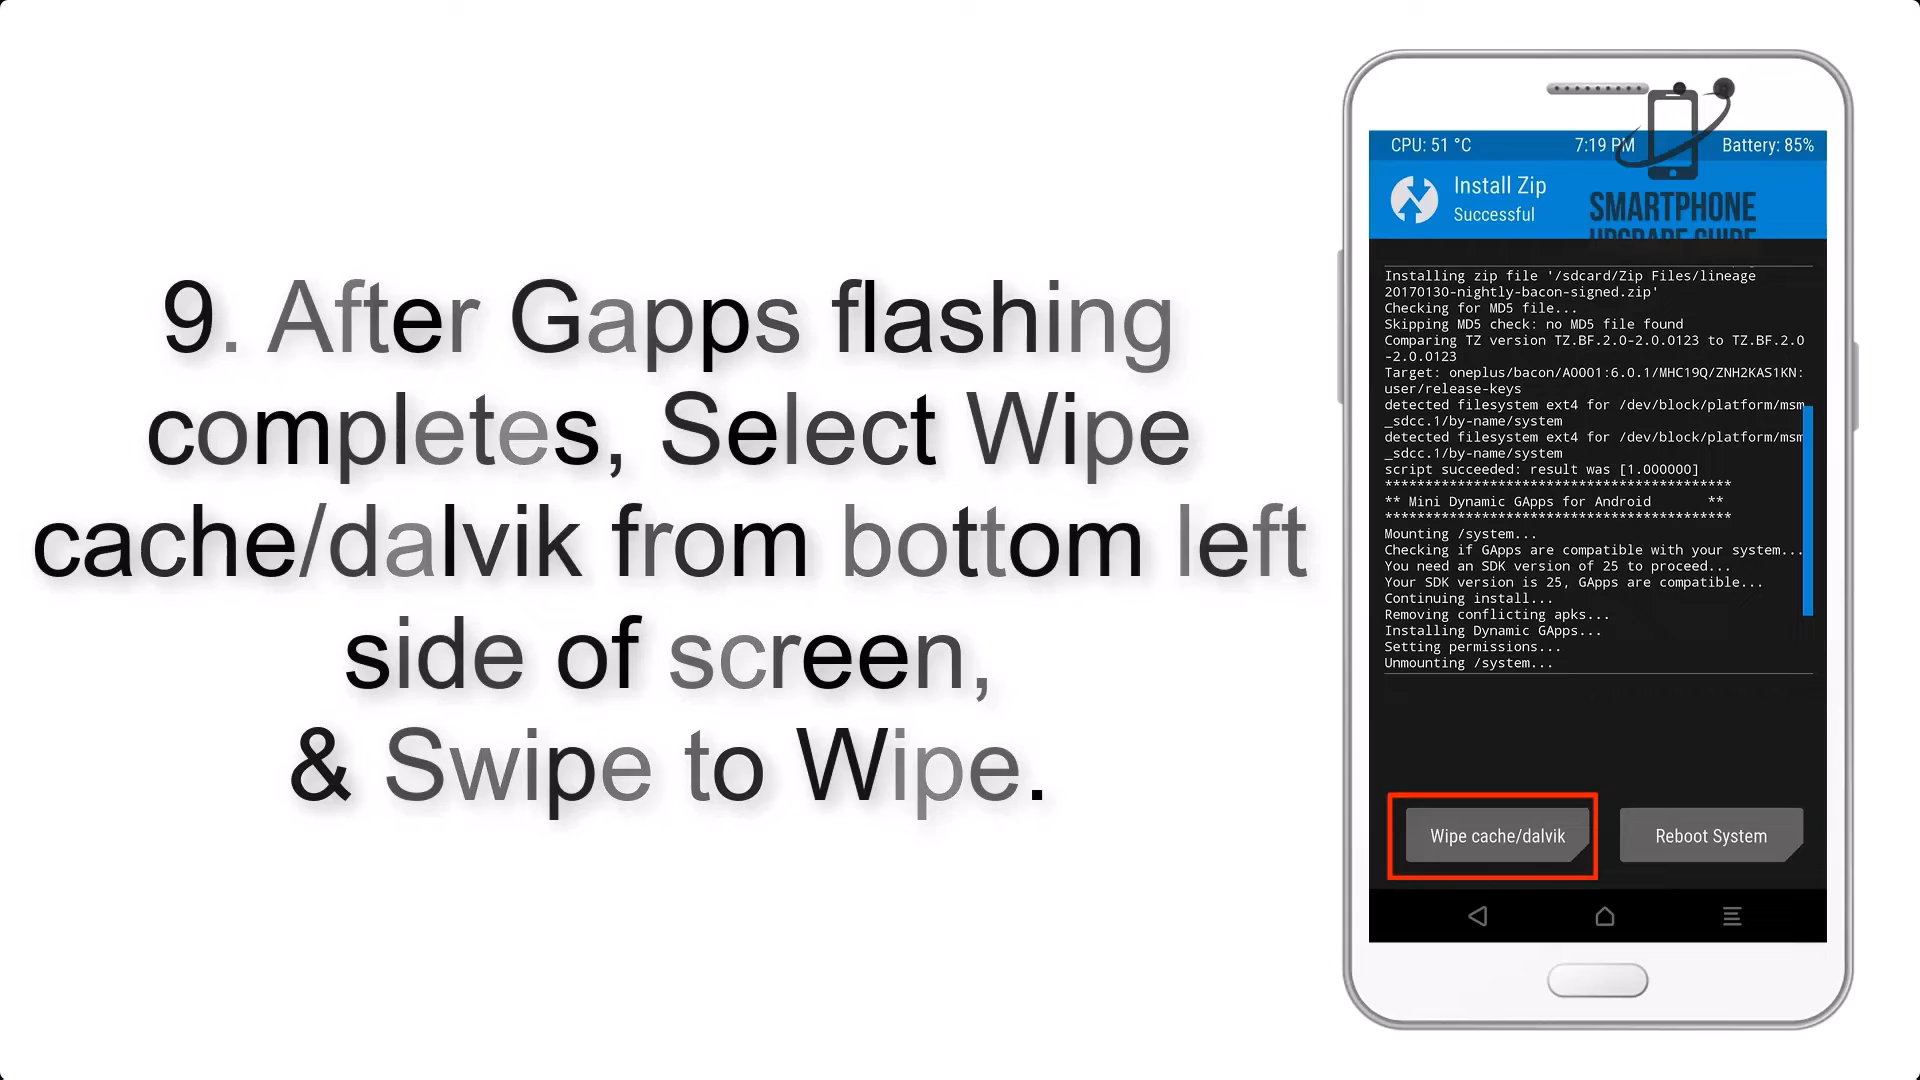 9. After Gapps flashing
completes, Select Wipe
cache/dalvik from bottom left
side of screen,
& Swipe to Wipe.
CPU: 51 °C 7:19 PM Battery: 85%
Install Zip
Successful
SMARTPHONE
UPGRADE GUIDE
Installing zip file '/sdcard/Zip Files/lineage
20170130-nightly-bacon-signed.zip'
Checking for MD5 file...
Skipping MD5 check: no MD5 file found
Comparing TZ version TZ.BF.2.0-2.0.0123 to TZ.BF.2.0
-2.0.0123
Target: oneplus/bacon/A0001:6.0.1/MHC19Q/ZNH2KAS1KN:
user/release-keys
detected filesystem ext4 for /dev/block/platform/msm
_sdcc.1/by-name/system
detected filesystem ext4 for /dev/block/platform/msm
_sdcc.1/by-name/system
script succeeded: result was [1.000000]
******************************************
** Mini Dynamic GApps for Android **
******************************************
Mounting /system...
Checking if GApps are compatible with your system...
You need an SDK version of 25 to proceed...
Your SDK version is 25, GApps are compatible...
Continuing install...
Removing conflicting apks...
Installing Dynamic GApps...
Setting permissions...
Unmounting /system...
Wipe cache/dalvik Reboot System